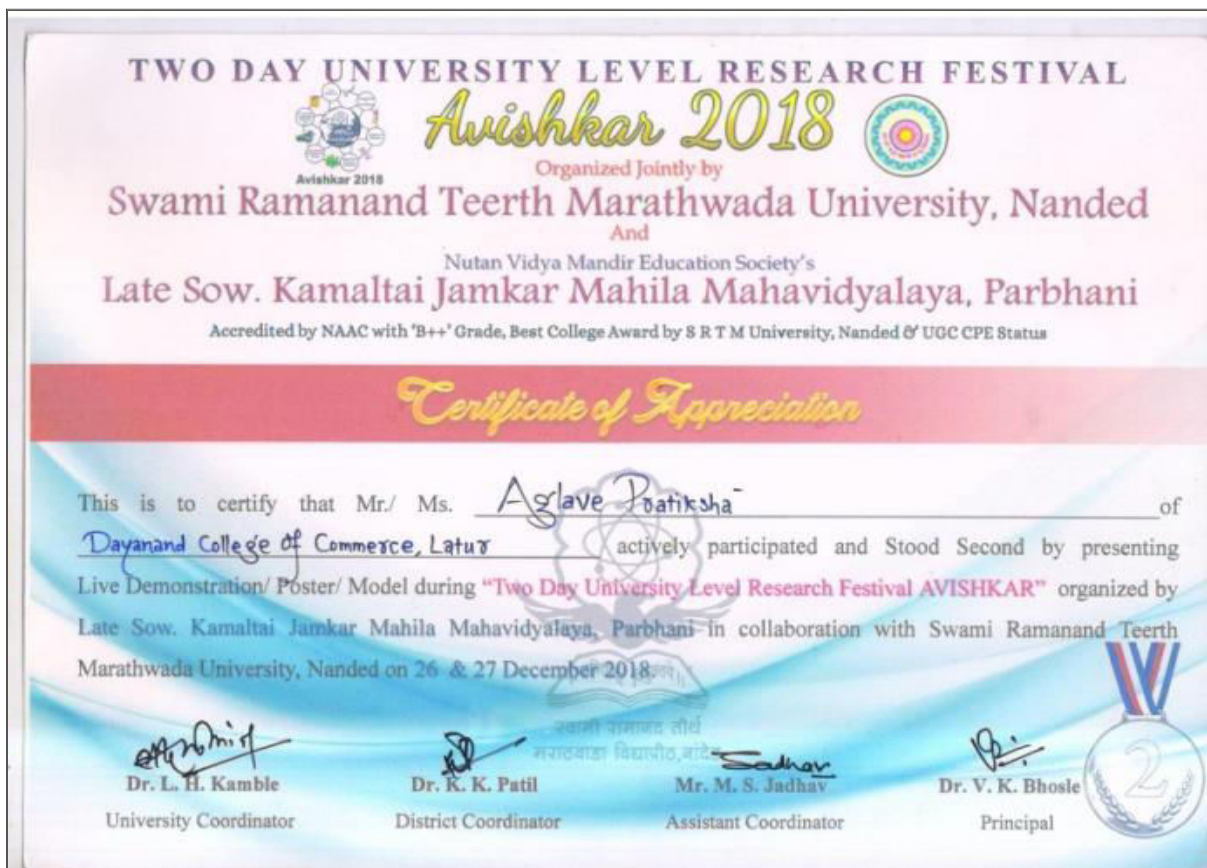 TWO DAY UNIVERSITY LEVEL RESEARCH FESTIVAL
Avishkar 2018
Avishkar 2018
Organized Jointly by
Swami Ramanand Teerth Marathwada University, Nanded
And
Nutan Vidya Mandir Education Society's
Late Sow. Kamaltai Jamkar Mahila Mahavidyalaya, Parbhani
Accredited by NAAC with 'B++' Grade, Best College Award by S R T M University, Nanded & UGC CPE Status
Certificate of Appreciation
This is to certify that Mr./ Ms. Aglave Pratiksha of
Dayanand College of Commerce, Latur actively participated and Stood Second by presenting
Live Demonstration/ Poster/ Model during "Two Day University Level Research Festival AVISHKAR" organized by
Late Sow. Kamaltai Jamkar Mahila Mahavidyalaya, Parbhani in collaboration with Swami Ramanand Teerth
Marathwada University, Nanded on 26 & 27 December 2018.
स्वामी रामानंद तीर्थ
मराठवाडा विद्यापीठ, नांदेड
Dr. L. H. Kamble
Dr. K. K. Patil
Mr. M. S. Jadhav
Dr. V. K. Bhosle
University Coordinator
District Coordinator
Assistant Coordinator
Principal
2